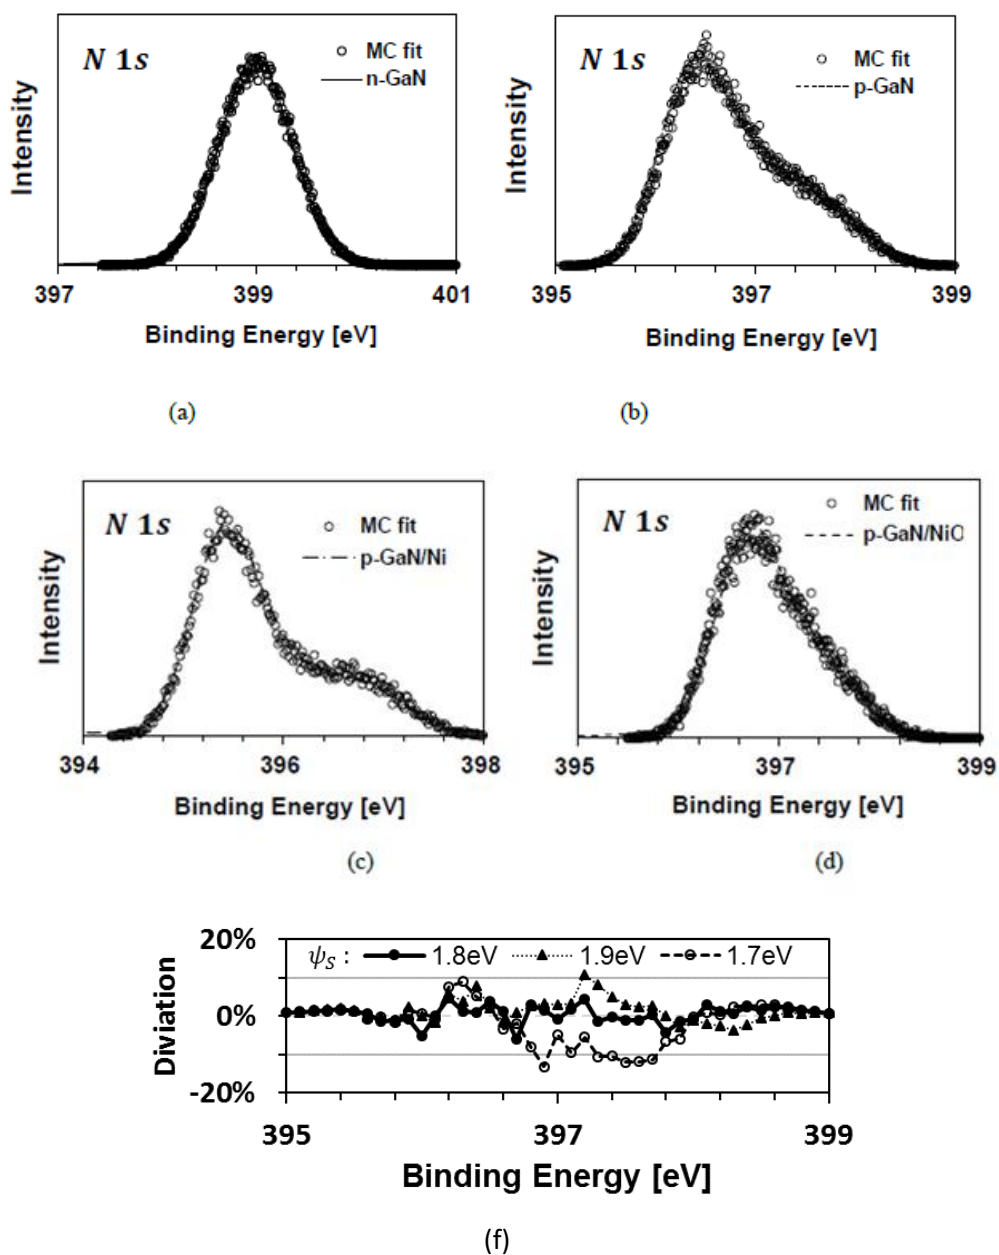 N 1s
MC fit
n-GaN
Intensity
397 399 401
Binding Energy [eV]
(a)
N 1s
MC fit
p-GaN
Intensity
395 397 399
Binding Energy [eV]
(b)
N 1s
MC fit
p-GaN/Ni
Intensity
394 396 398
Binding Energy [eV]
(c)
N 1s
MC fit
p-GaN/NiO
Intensity
395 397 399
Binding Energy [eV]
(d)
20%
ψS : 1.8eV 1.9eV 1.7eV
Diviation
0%
-20%
395 397 399
Binding Energy [eV]
(f)